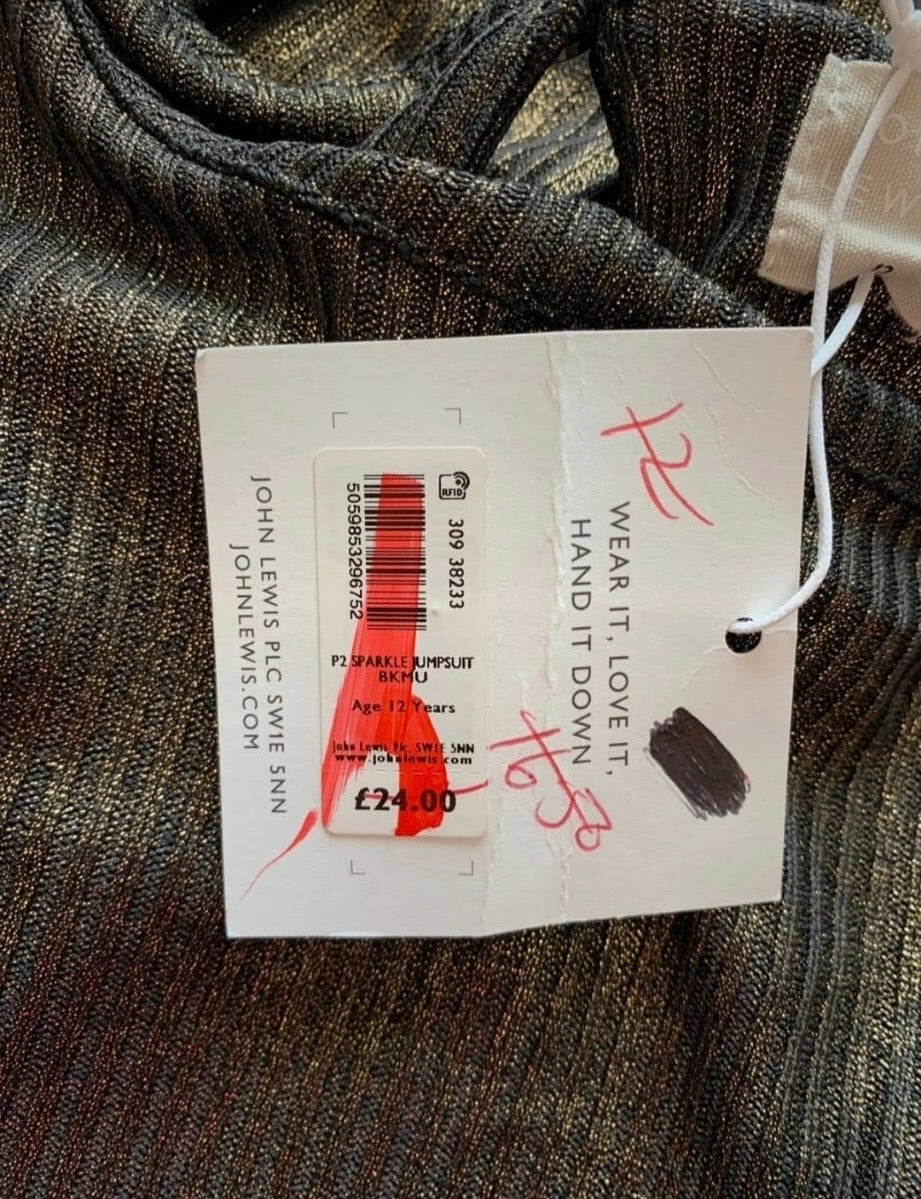 WEAR IT, LOVE IT,
HAND IT DOWN
RFID
309 38233
5059853296752
P2 SPARKLE JUMPSUIT
BKMU
Age 12 Years
John Lewis Plc, SW1E 5NN
www.johnlewis.com
£24.00
JOHN LEWIS PLC SW1E 5NN
JOHNLEWIS.COM